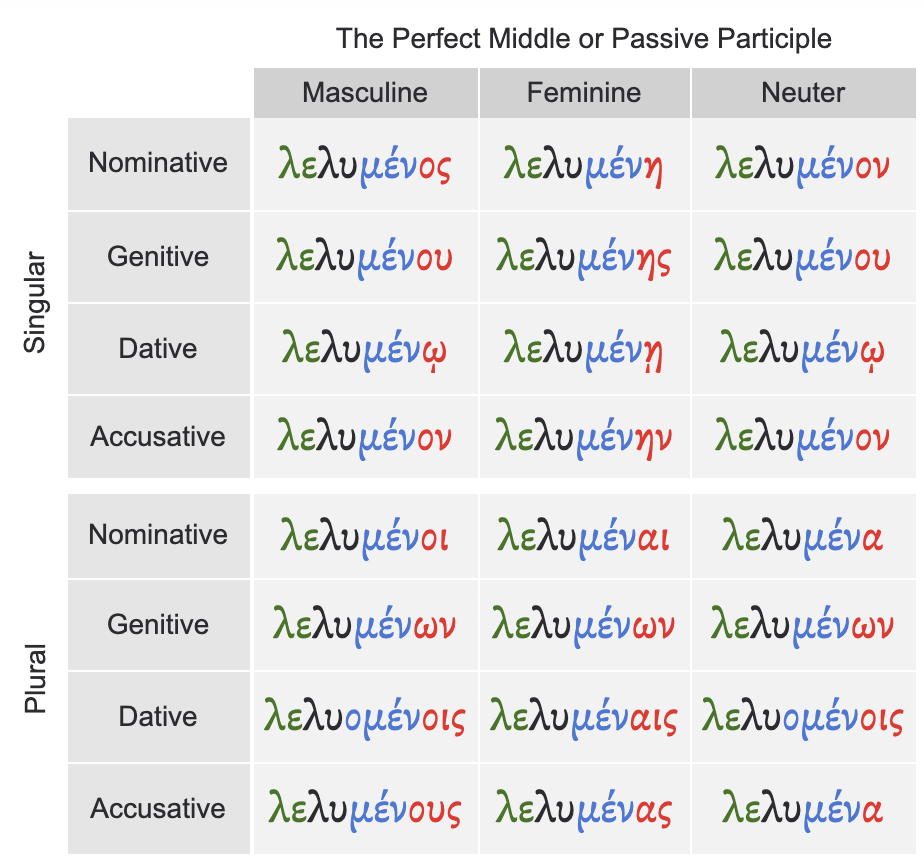 The Perfect Middle or Passive Participle
Masculine Feminine Neuter
Singular
Nominative λελυμένος λελυμένη λελυμένον
Genitive λελυμένου λελυμένης λελυμένου
Dative λελυμένῳ λελυμένῃ λελυμένῳ
Accusative λελυμένον λελυμένην λελυμένον
Plural
Nominative λελυμένοι λελυμέναι λελυμένα
Genitive λελυμένων λελυμένων λελυμένων
Dative λελυομένοις λελυμέναις λελυομένοις
Accusative λελυμένους λελυμένας λελυμένα